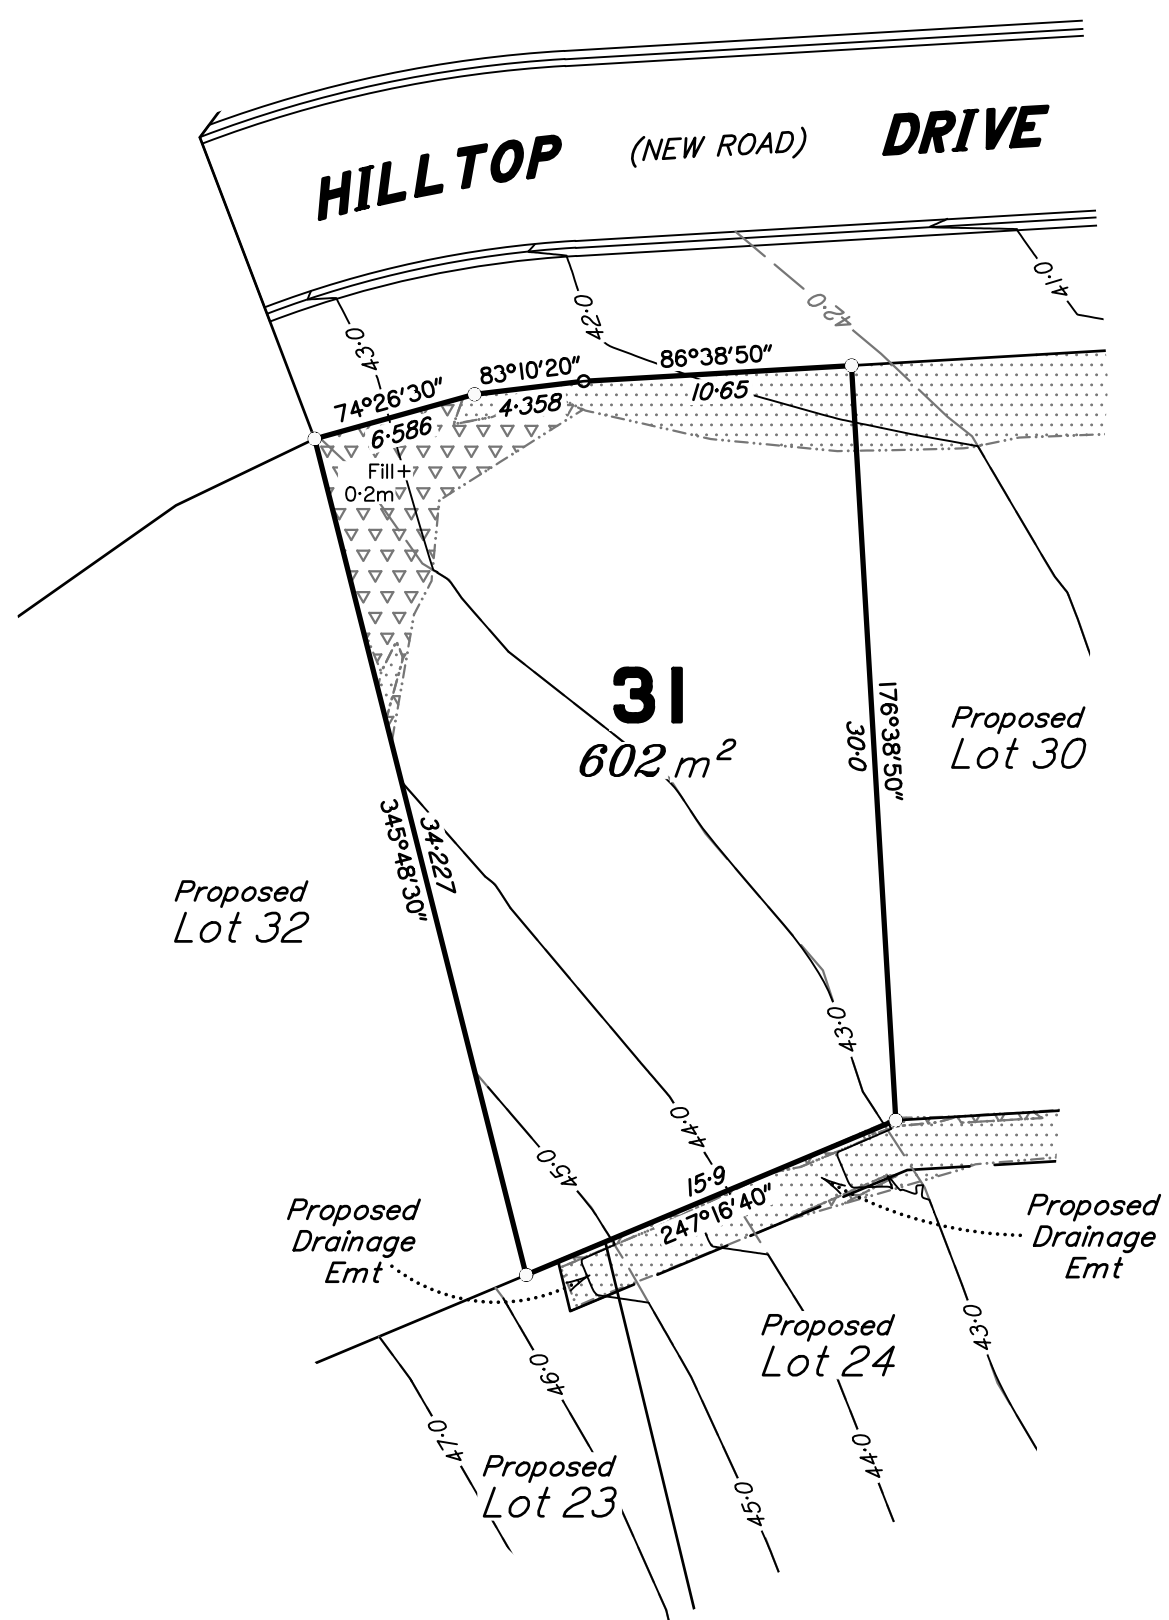 HILLTOP (NEW ROAD) DRIVE
41·0
42·0
42·0
43·0
86°38'50"
83°10'20"
74°26'30"
10·65
4·358
6·586
Fill+
0·2m
31
602 m²
176°38'50"
30·0
Proposed
Lot 30
34·227
345°48'30"
Proposed
Lot 32
43·0
44·0
45·0
15·9
247°16'40"
A
A
Proposed
Drainage
Emt
Proposed
Drainage
Emt
Proposed
Lot 24
43·0
46·0
47·0
44·0
45·0
Proposed
Lot 23